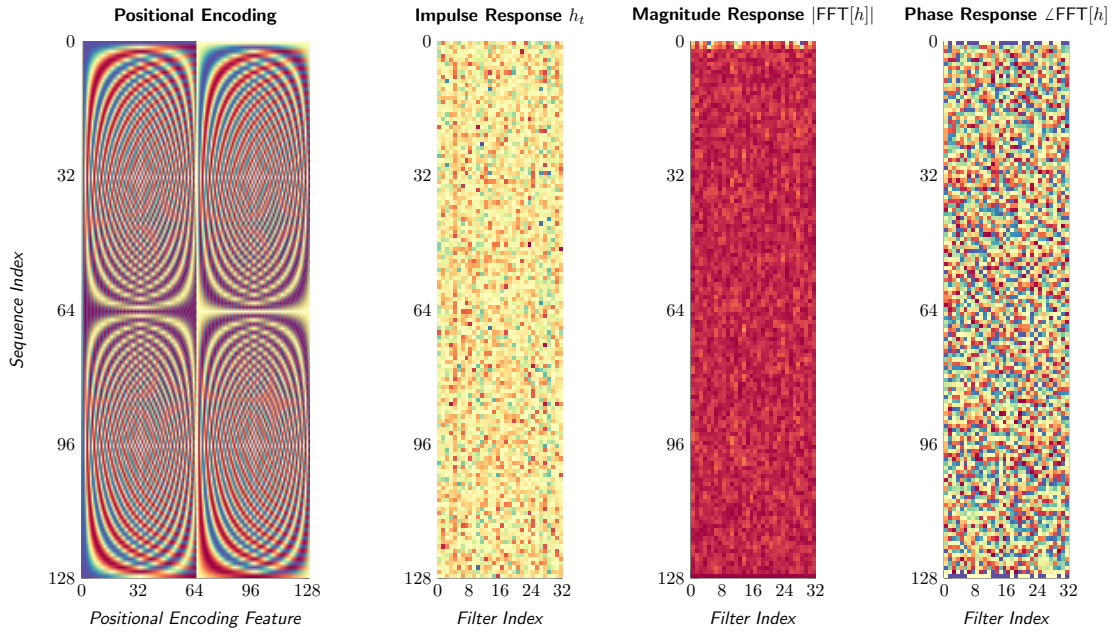 Positional Encoding
Impulse Response h_t
Magnitude Response |FFT[h]|
Phase Response ∠FFT[h]
Sequence Index
0
32
64
96
128
0 32 64 96 128
Positional Encoding Feature
0
32
64
96
128
0 8 16 24 32
Filter Index
0
32
64
96
128
0 8 16 24 32
Filter Index
0
32
64
96
128
0 8 16 24 32
Filter Index